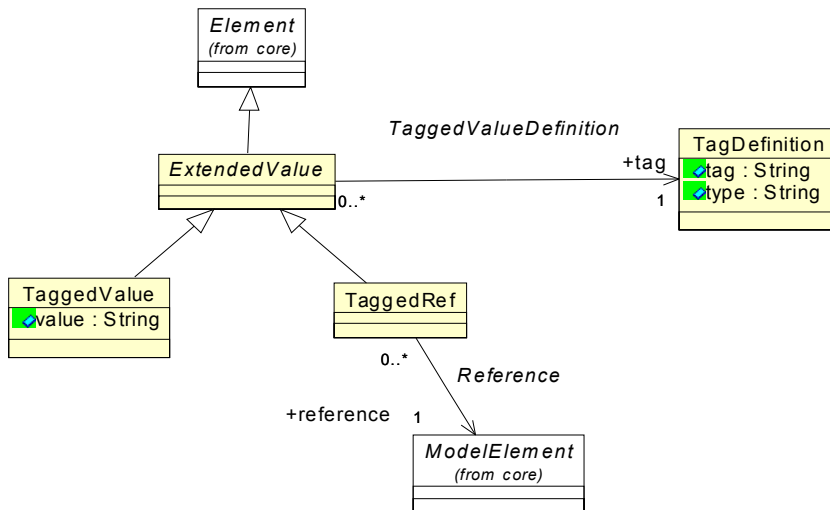 Element
(from core)
TaggedValueDefinition
TagDefinition
ExtendedValue
+tag
tag : String
type : String
0..*
1
TaggedValue
value : String
TaggedRef
0..*
Reference
+reference
1
ModelElement
(from core)